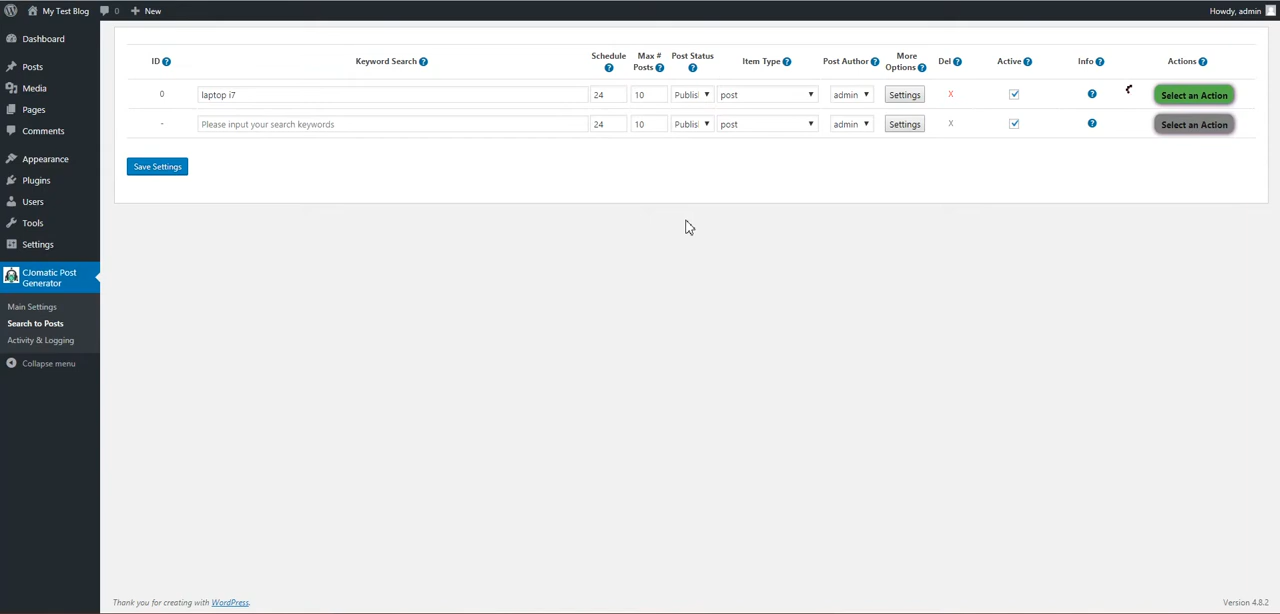 My Test Blog 0 New Howdy, admin
Dashboard
Posts
Media
Pages
Comments
Appearance
Plugins
Users
Tools
Settings
CJomatic Post
Generator
Main Settings
Search to Posts
Activity & Logging
Collapse menu
ID Keyword Search Schedule Max # Posts Post Status Item Type Post Author More Options Del Active Info Actions
0 laptop i7 24 10 Publis post admin Settings X Select an Action
- Please input your search keywords 24 10 Publis post admin Settings X Select an Action
Save Settings
Thank you for creating with WordPress. Version 4.8.2